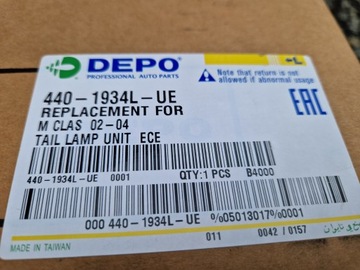 DEPO
PROFESSIONAL AUTO PARTS
-L
Note that return is not
allowed if abnormal usage
440-1934L-UE
REPLACEMENT FOR
M CLAS 02-04
TAIL LAMP UNIT ECE
EAC
440-1934L-UE 0001 QTY:1 PCS B4000
000 440-1934L-UE %05013017%0001
MADE IN TAIWAN
011 0042 / 0157